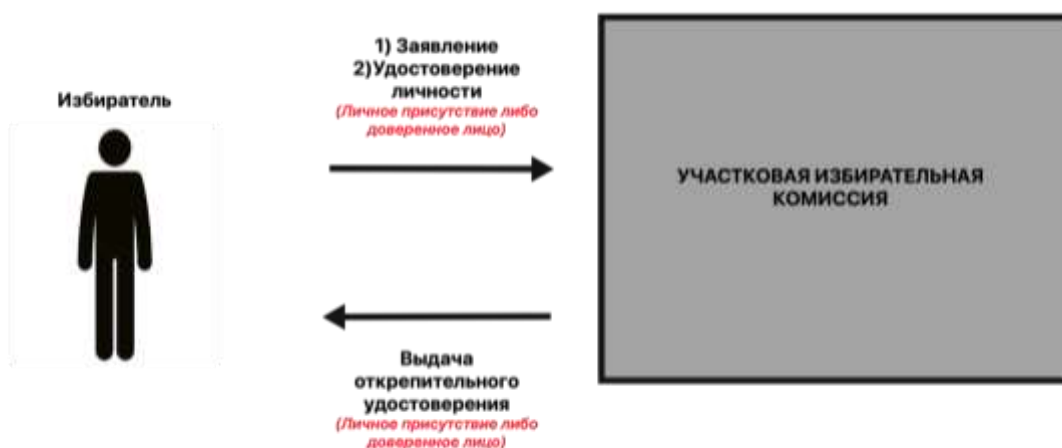 1) Заявление
2)Удостоверение
личности
(Личное присутствие либо
доверенное лицо)
Избиратель
УЧАСТКОВАЯ ИЗБИРАТЕЛЬНАЯ
КОМИССИЯ
Выдача
открепительного
удостоверения
(Личное присутствие либо
доверенное лицо)